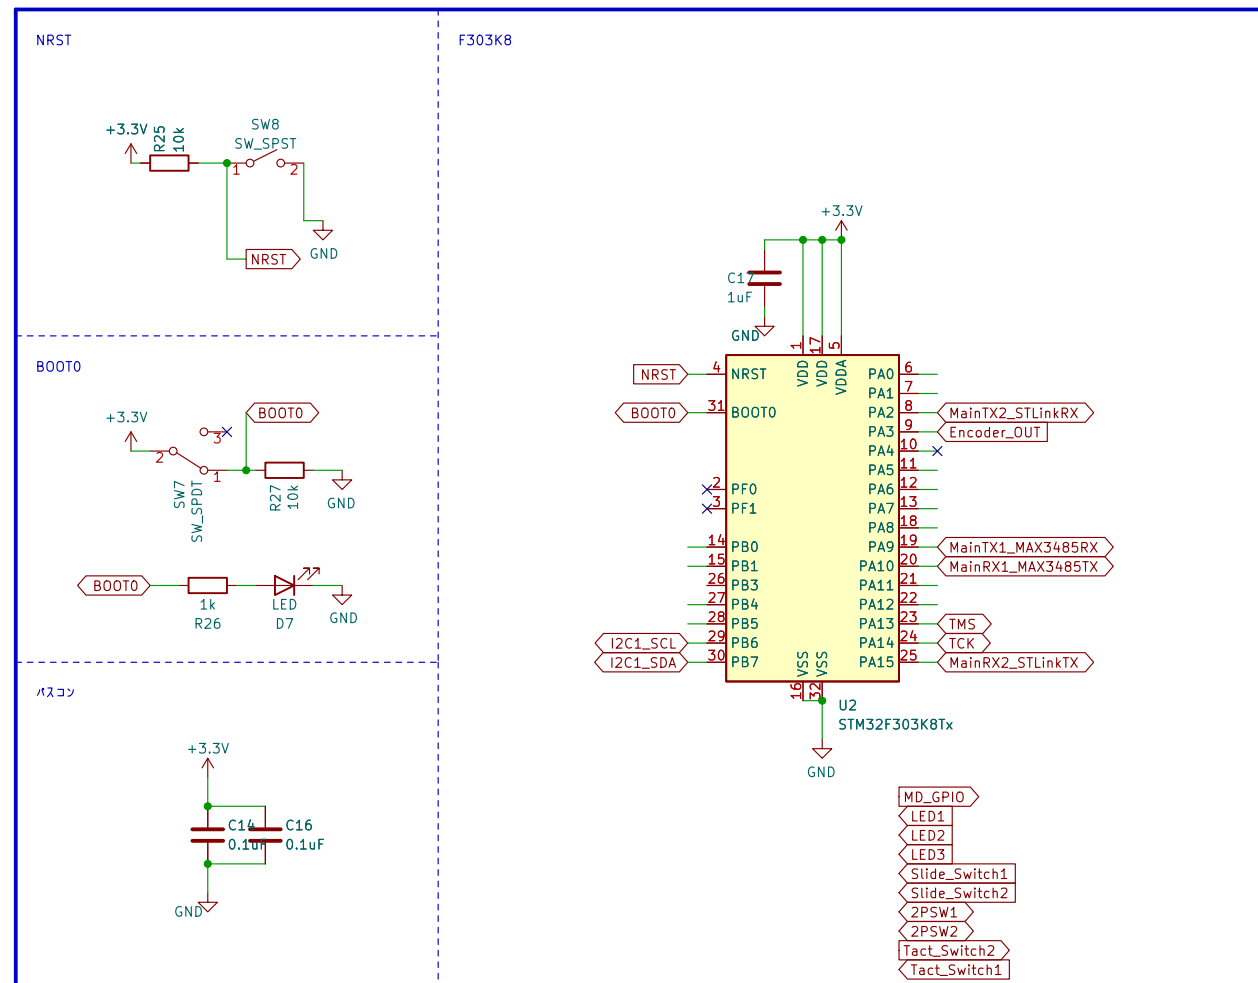 NRST
+3.3V
R25
10k
SW8
SW_SPST
1
2
GND
NRST
BOOT0
+3.3V
BOOT0
3
2
1
SW7
SW_SPDT
R27
10k
GND
BOOT0
1k
R26
LED
D7
GND
パスコン
+3.3V
C14
0.1uF
C16
0.1uF
GND
F303K8
+3.3V
C17
1uF
GND
1
17
5
VDD
VDD
VDDA
NRST
4
NRST
BOOT0
31
BOOT0
2
PF0
3
PF1
14
PB0
15
PB1
26
PB3
27
PB4
28
PB5
I2C1_SCL
29
PB6
I2C1_SDA
30
PB7
PA0
6
PA1
7
PA2
8
MainTX2_STLinkRX
PA3
9
Encoder_OUT
PA4
10
PA5
11
PA6
12
PA7
13
PA8
18
PA9
19
MainTX1_MAX3485RX
PA10
20
MainRX1_MAX3485TX
PA11
21
PA12
22
PA13
23
TMS
PA14
24
TCK
PA15
25
MainRX2_STLinkTX
VSS
VSS
16
32
U2
STM32F303K8Tx
GND
MD_GPIO
LED1
LED2
LED3
Slide_Switch1
Slide_Switch2
2PSW1
2PSW2
Tact_Switch2
Tact_Switch1